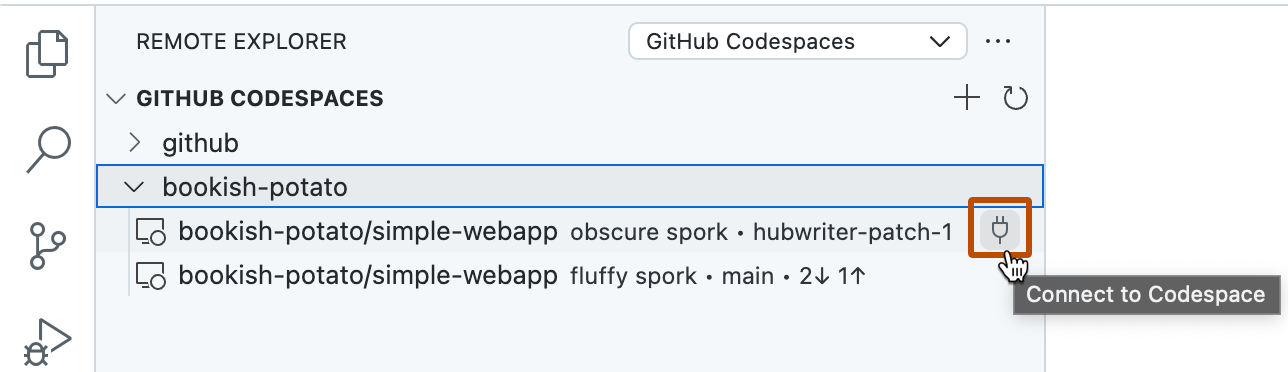 REMOTE EXPLORER GitHub Codespaces
GITHUB CODESPACES
github
bookish-potato
bookish-potato/simple-webapp obscure spork • hubwriter-patch-1
bookish-potato/simple-webapp fluffy spork • main • 2↓ 1↑
Connect to Codespace